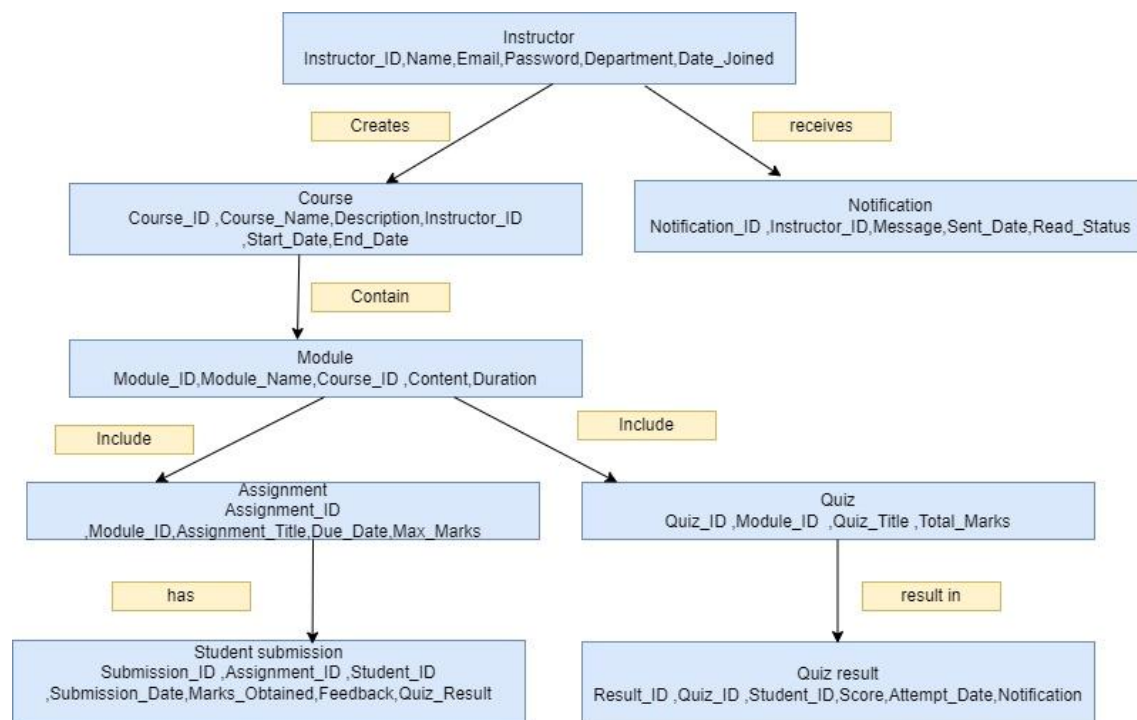 Instructor
Instructor_ID,Name,Email,Password,Department,Date_Joined
Creates
receives
Course
Course_ID ,Course_Name,Description,Instructor_ID
,Start_Date,End_Date
Notification
Notification_ID ,Instructor_ID,Message,Sent_Date,Read_Status
Contain
Module
Module_ID,Module_Name,Course_ID ,Content,Duration
Include
Include
Assignment
Assignment_ID
,Module_ID,Assignment_Title,Due_Date,Max_Marks
Quiz
Quiz_ID ,Module_ID ,Quiz_Title ,Total_Marks
has
result in
Student submission
Submission_ID ,Assignment_ID ,Student_ID
,Submission_Date,Marks_Obtained,Feedback,Quiz_Result
Quiz result
Result_ID ,Quiz_ID ,Student_ID,Score,Attempt_Date,Notification